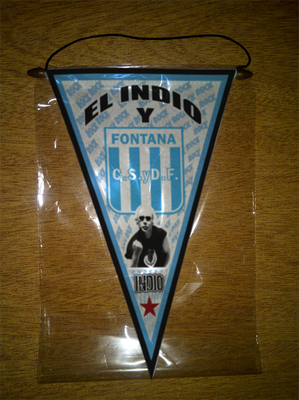 EL INDIO
Y
FONTANA
C..S..yD..F.
INDIO